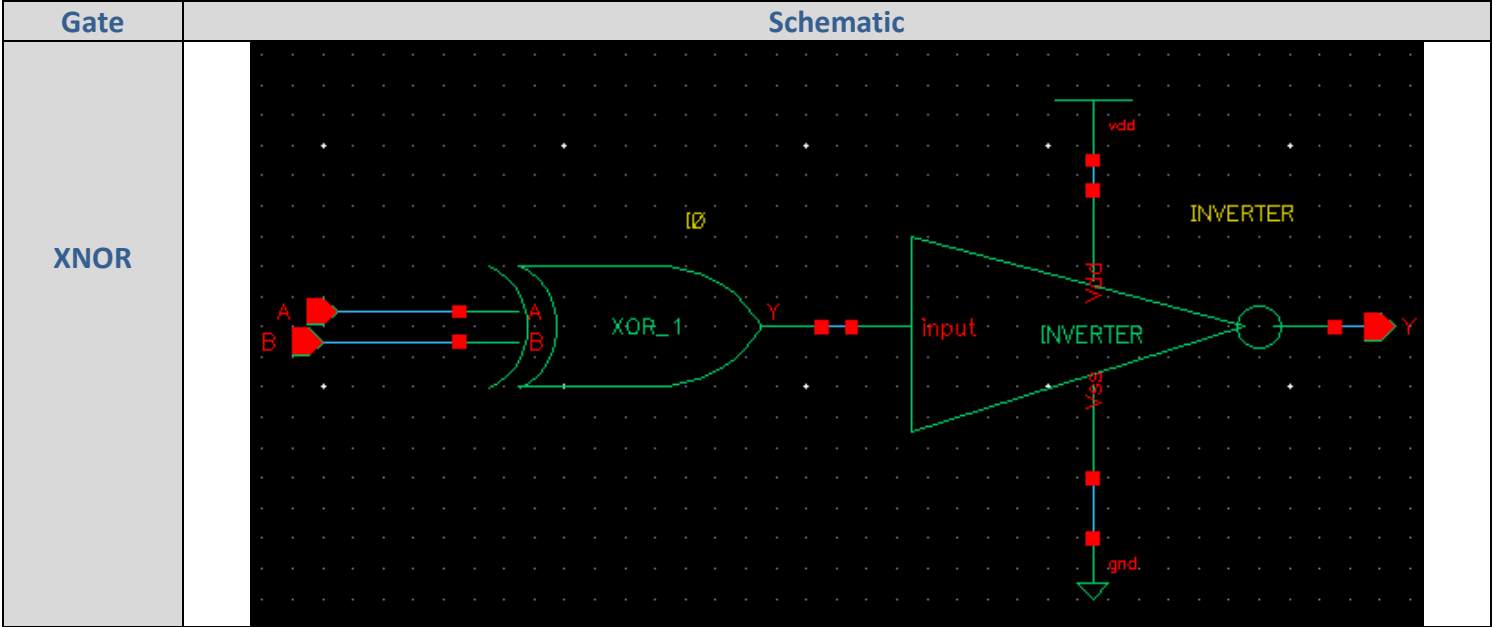 Gate Schematic
XNOR
vdd
I0
INVERTER
Vdd
A
A
Y
XOR_1
input
INVERTER
Y
B
B
Vss
gnd